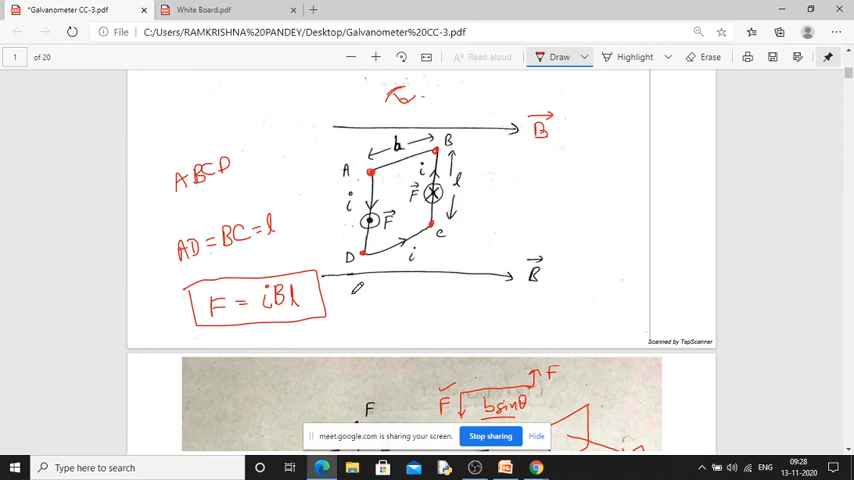 *Galvanometer CC-3.pdf
White Board.pdf
File | C:/Users/RAMKRISHNA%20PANDEY/Desktop/Galvanometer%20CC-3.pdf
1 of 20
Read aloud
Draw
Highlight
Erase
B
b
B
A
ABCD
i
i
F
l
F
C
AD = BC = l
D
i
B
F = iBl
Scanned by TapScanner
F
F
F
b sinθ
meet.google.com is sharing your screen.
Stop sharing
Hide
Type here to search
ENG
09:28
13-11-2020